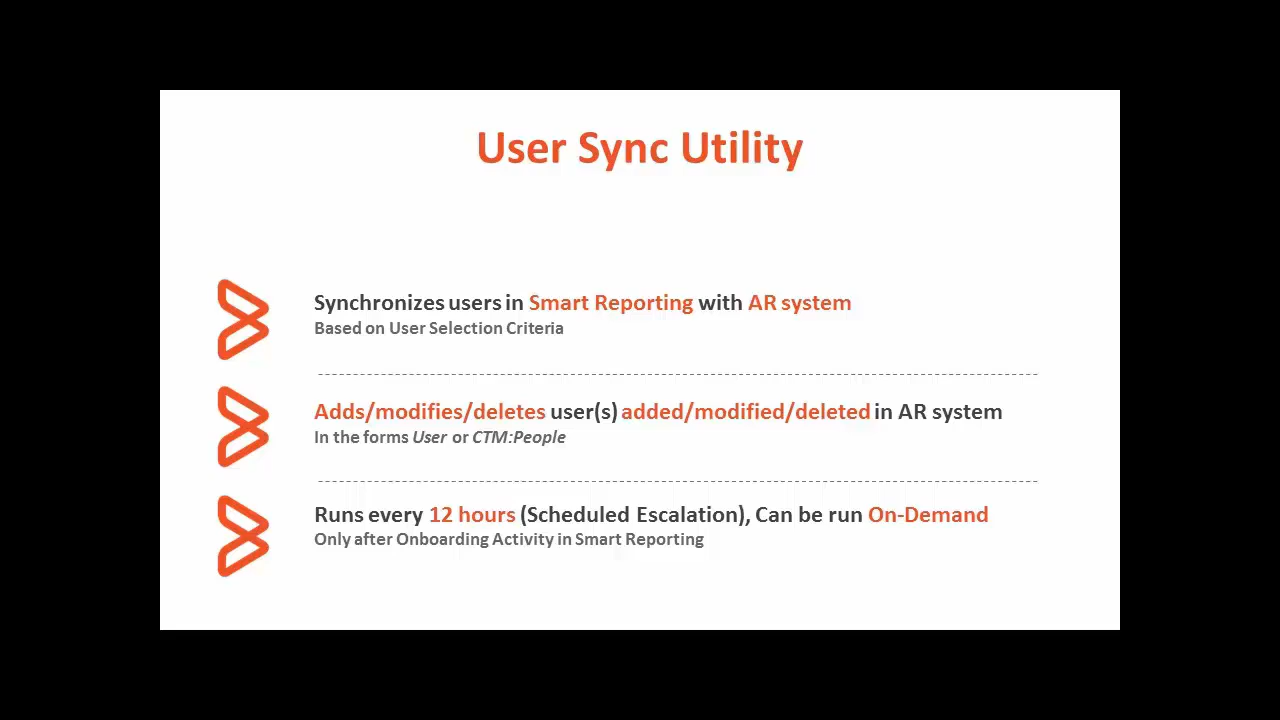 User Sync Utility
Synchronizes users in Smart Reporting with AR system
Based on User Selection Criteria
Adds/modifies/deletes user(s) added/modified/deleted in AR system
In the forms User or CTM:People
Runs every 12 hours (Scheduled Escalation), Can be run On-Demand
Only after Onboarding Activity in Smart Reporting